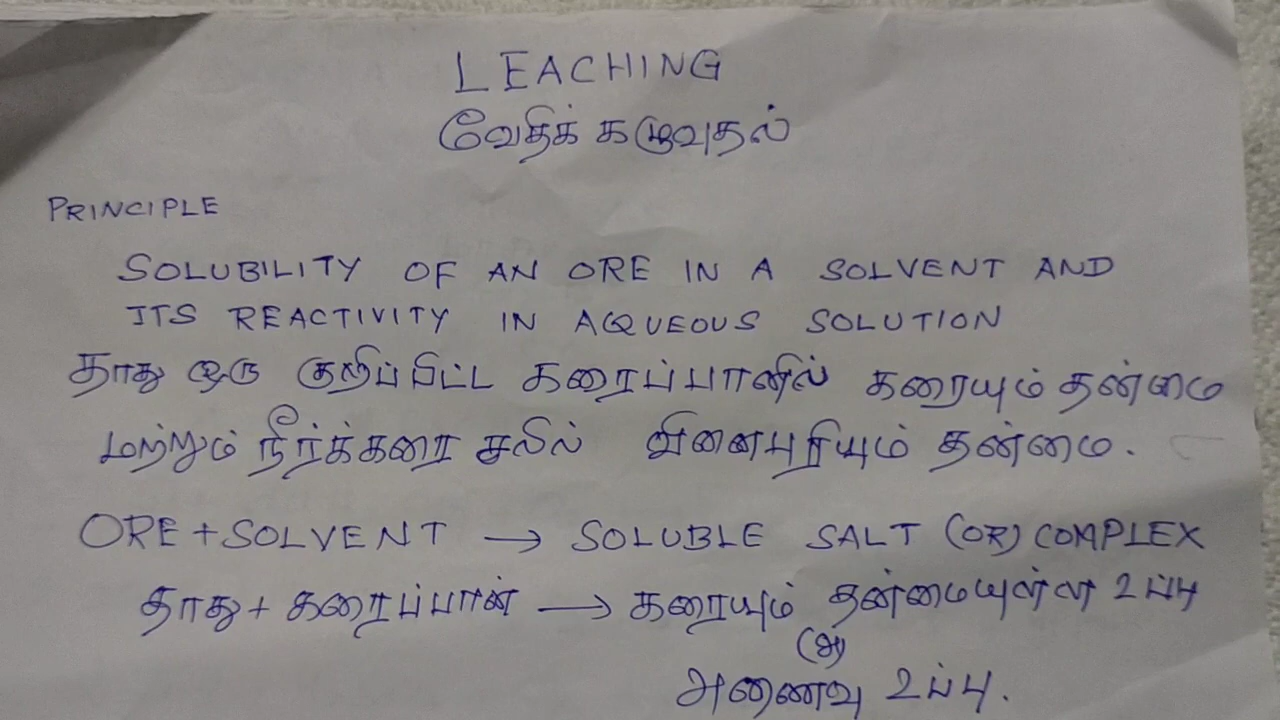 LEACHING
வேதிக் கழுவுதல்
PRINCIPLE
SOLUBILITY OF AN ORE IN A SOLVENT AND
ITS REACTIVITY IN AQUEOUS SOLUTION
தாது ஒரு குறிப்பிட்ட கரைப்பானில் கரையும் தன்மை
மற்றும் நீர்க்கரைசலில் வினைபுரியும் தன்மை.
ORE + SOLVENT → SOLUBLE SALT (OR) COMPLEX
தாது + கரைப்பான் → கரையும் தன்மையுள்ள உப்பு
(அ)
அணைவு உப்பு.